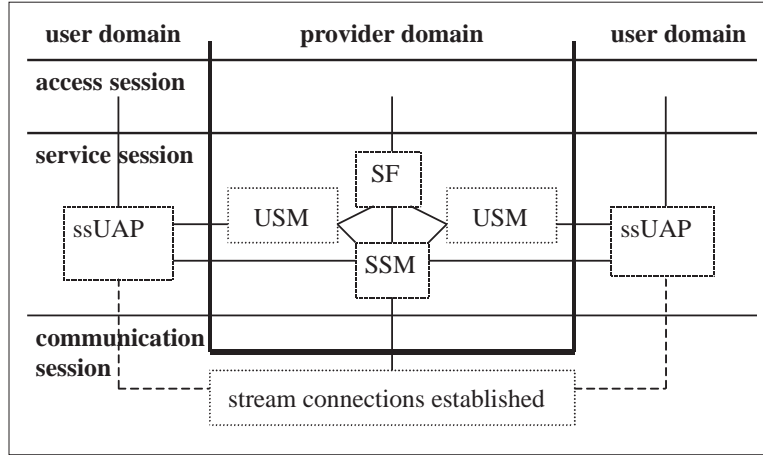 user domain provider domain user domain
access session
service session
SF
USM USM
ssUAP ssUAP
SSM
communication
session
stream connections established